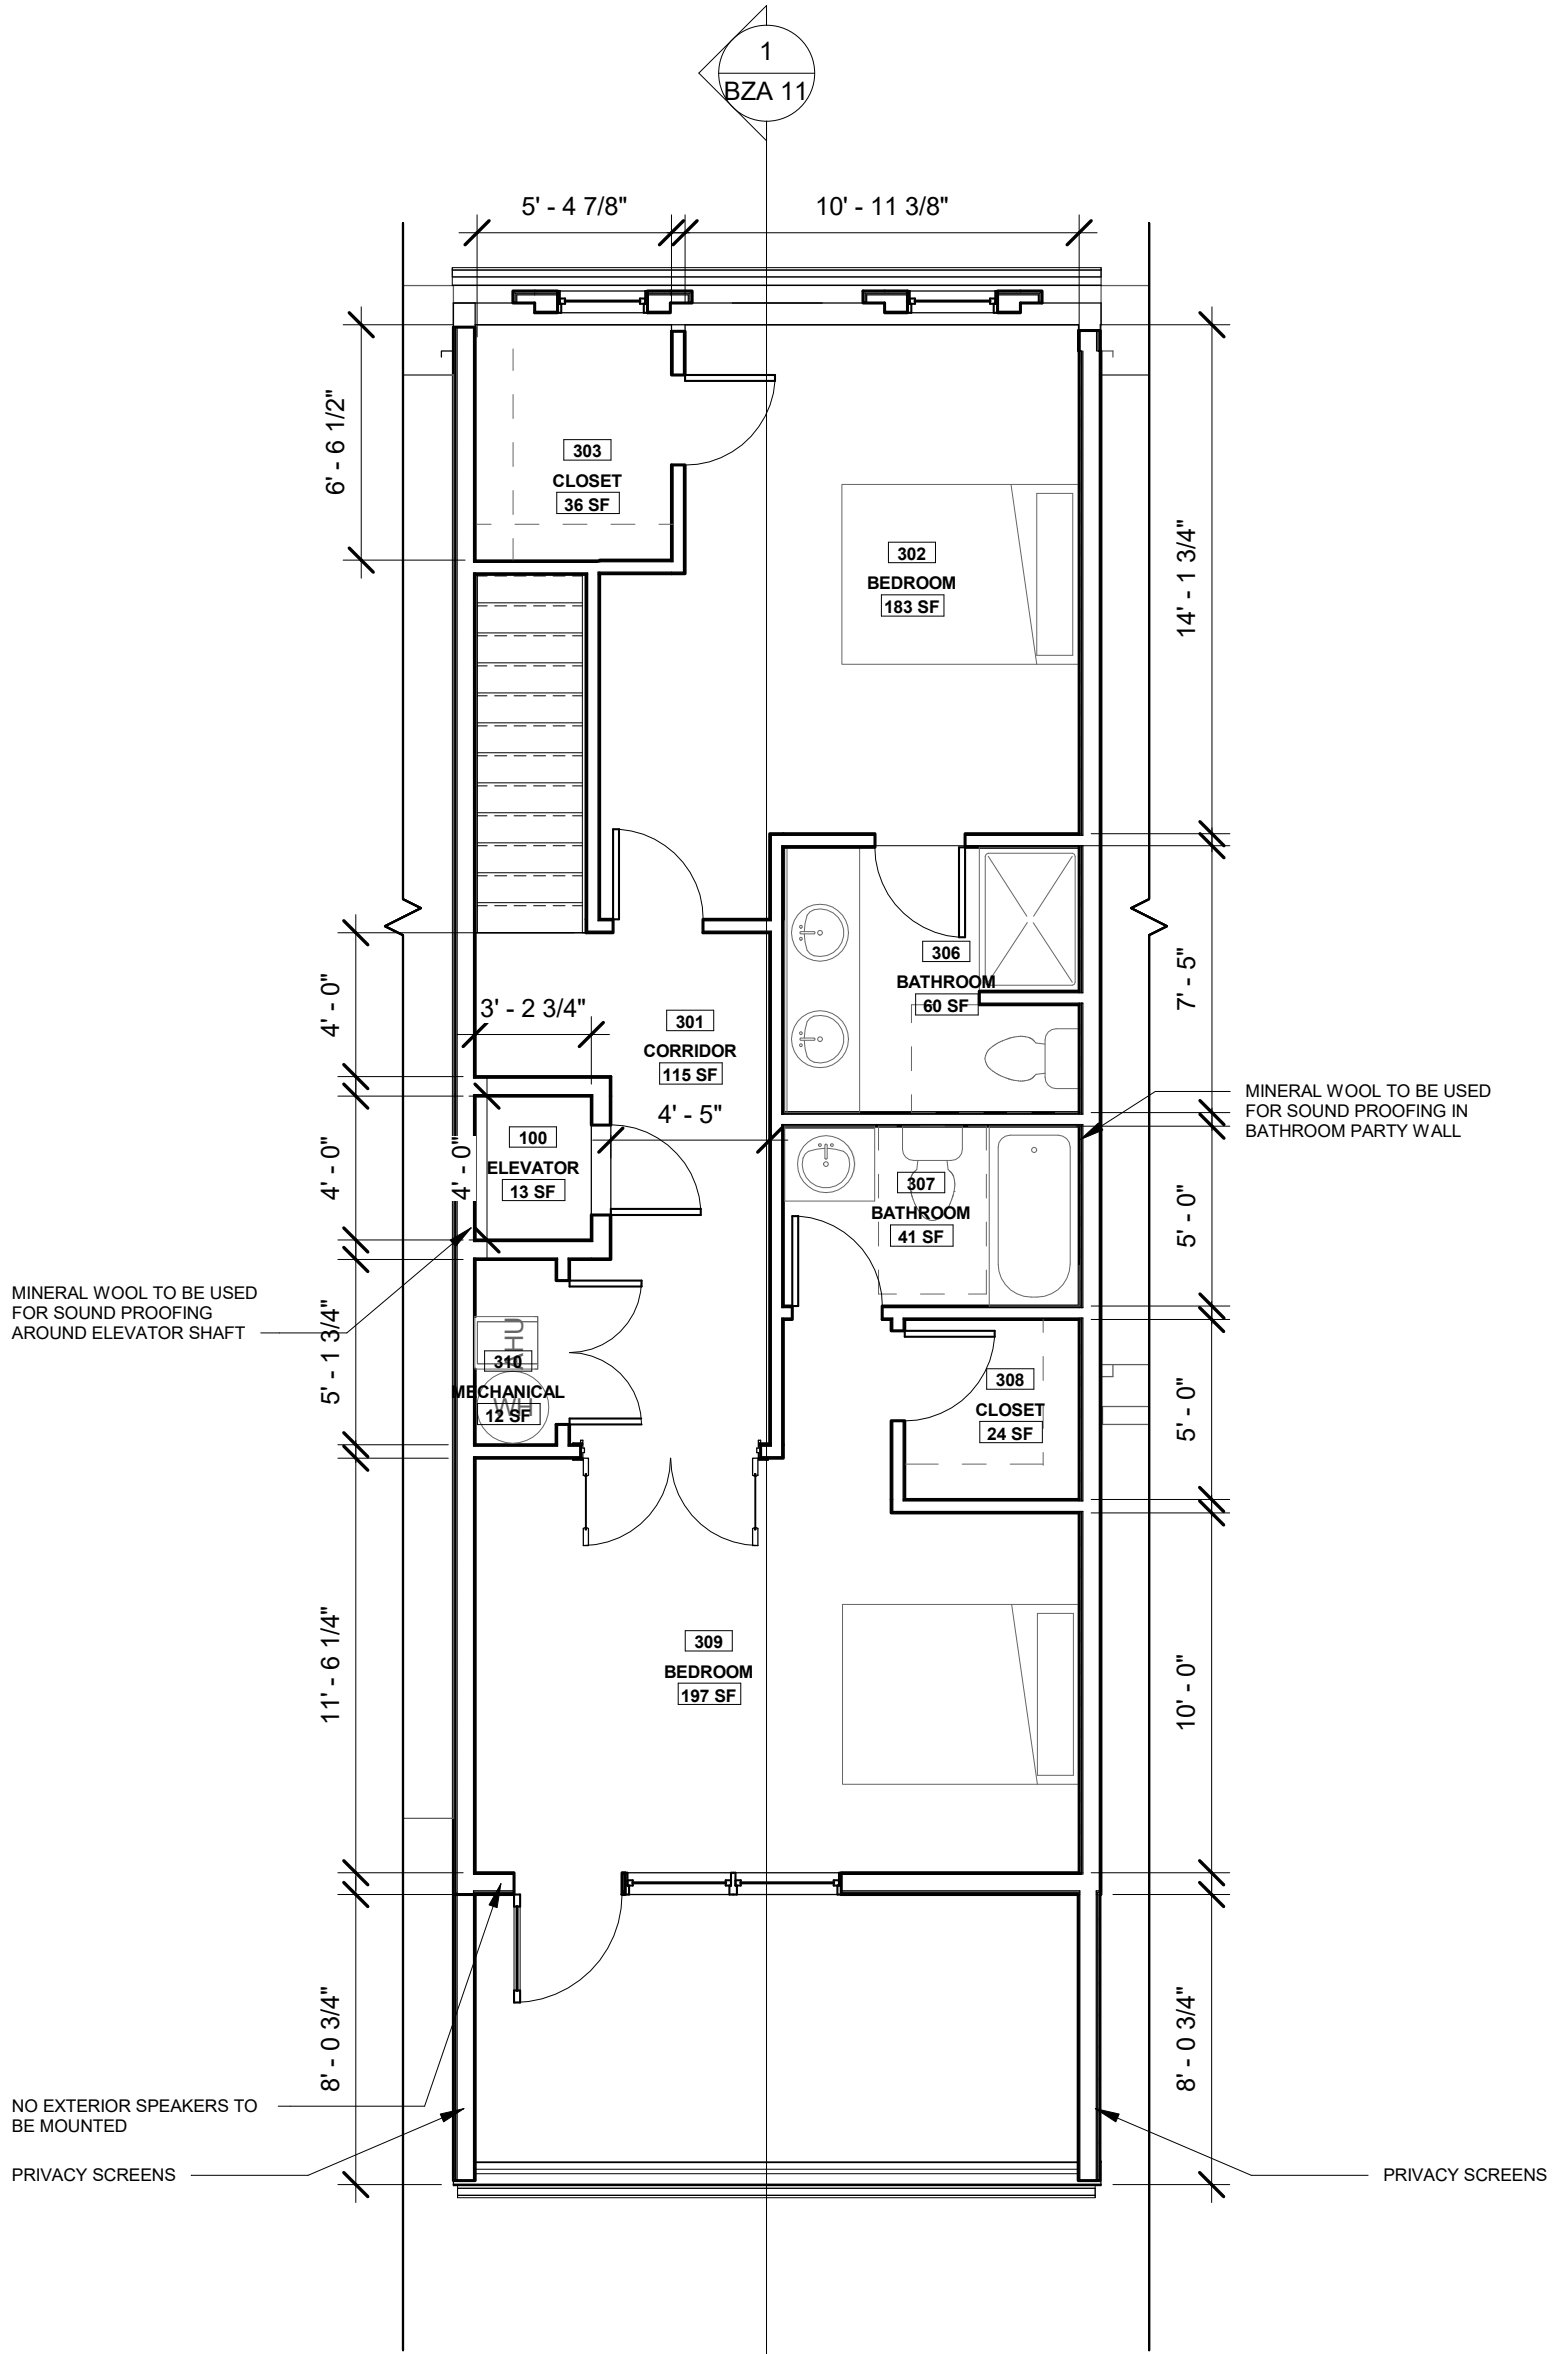 1
BZA 11
5' - 4 7/8"
10' - 11 3/8"
6' - 6 1/2"
303
CLOSET
36 SF
302
BEDROOM
183 SF
14' - 1 3/4"
306
BATHROOM
60 SF
7' - 5"
4' - 0"
3' - 2 3/4"
301
CORRIDOR
115 SF
4' - 5"
MINERAL WOOL TO BE USED
FOR SOUND PROOFING IN
BATHROOM PARTY WALL
4' - 0"
4' - 0"
100
ELEVATOR
13 SF
307
BATHROOM
41 SF
5' - 0"
MINERAL WOOL TO BE USED
FOR SOUND PROOFING
AROUND ELEVATOR SHAFT
5' - 1 3/4"
AHU
310
MECHANICAL
12 SF
WH
308
CLOSET
24 SF
5' - 0"
11' - 6 1/4"
309
BEDROOM
197 SF
10' - 0"
8' - 0 3/4"
8' - 0 3/4"
NO EXTERIOR SPEAKERS TO
BE MOUNTED
PRIVACY SCREENS
PRIVACY SCREENS